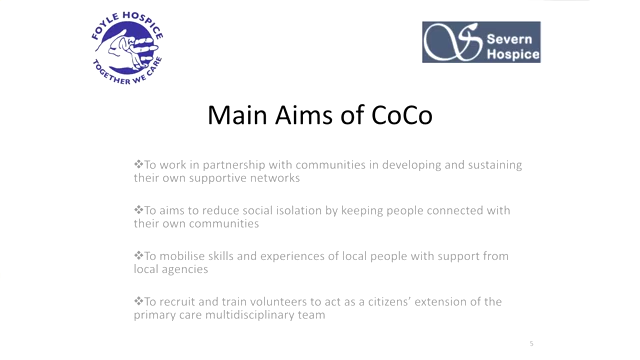 FOYLE HOSPICE
TOGETHER WE CARE
Severn
Hospice
Main Aims of CoCo
❖To work in partnership with communities in developing and sustaining
their own supportive networks
❖To aims to reduce social isolation by keeping people connected with
their own communities
❖To mobilise skills and experiences of local people with support from
local agencies
❖To recruit and train volunteers to act as a citizens’ extension of the
primary care multidisciplinary team
5